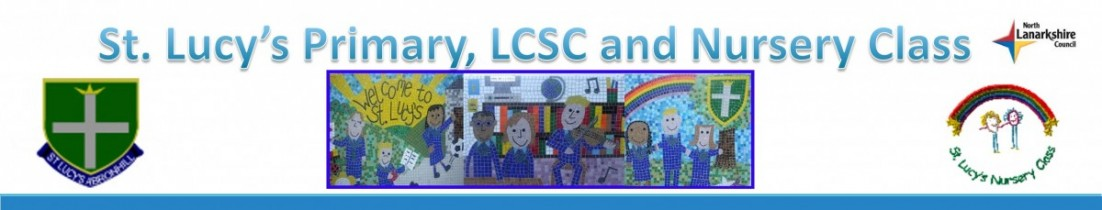 St. Lucy's Primary, LCSC and Nursery Class
North
Lanarkshire
Council
Welcome to
St. Lucy's
ST LUCY'S ABRONHILL
St. Lucy's Nursery Class